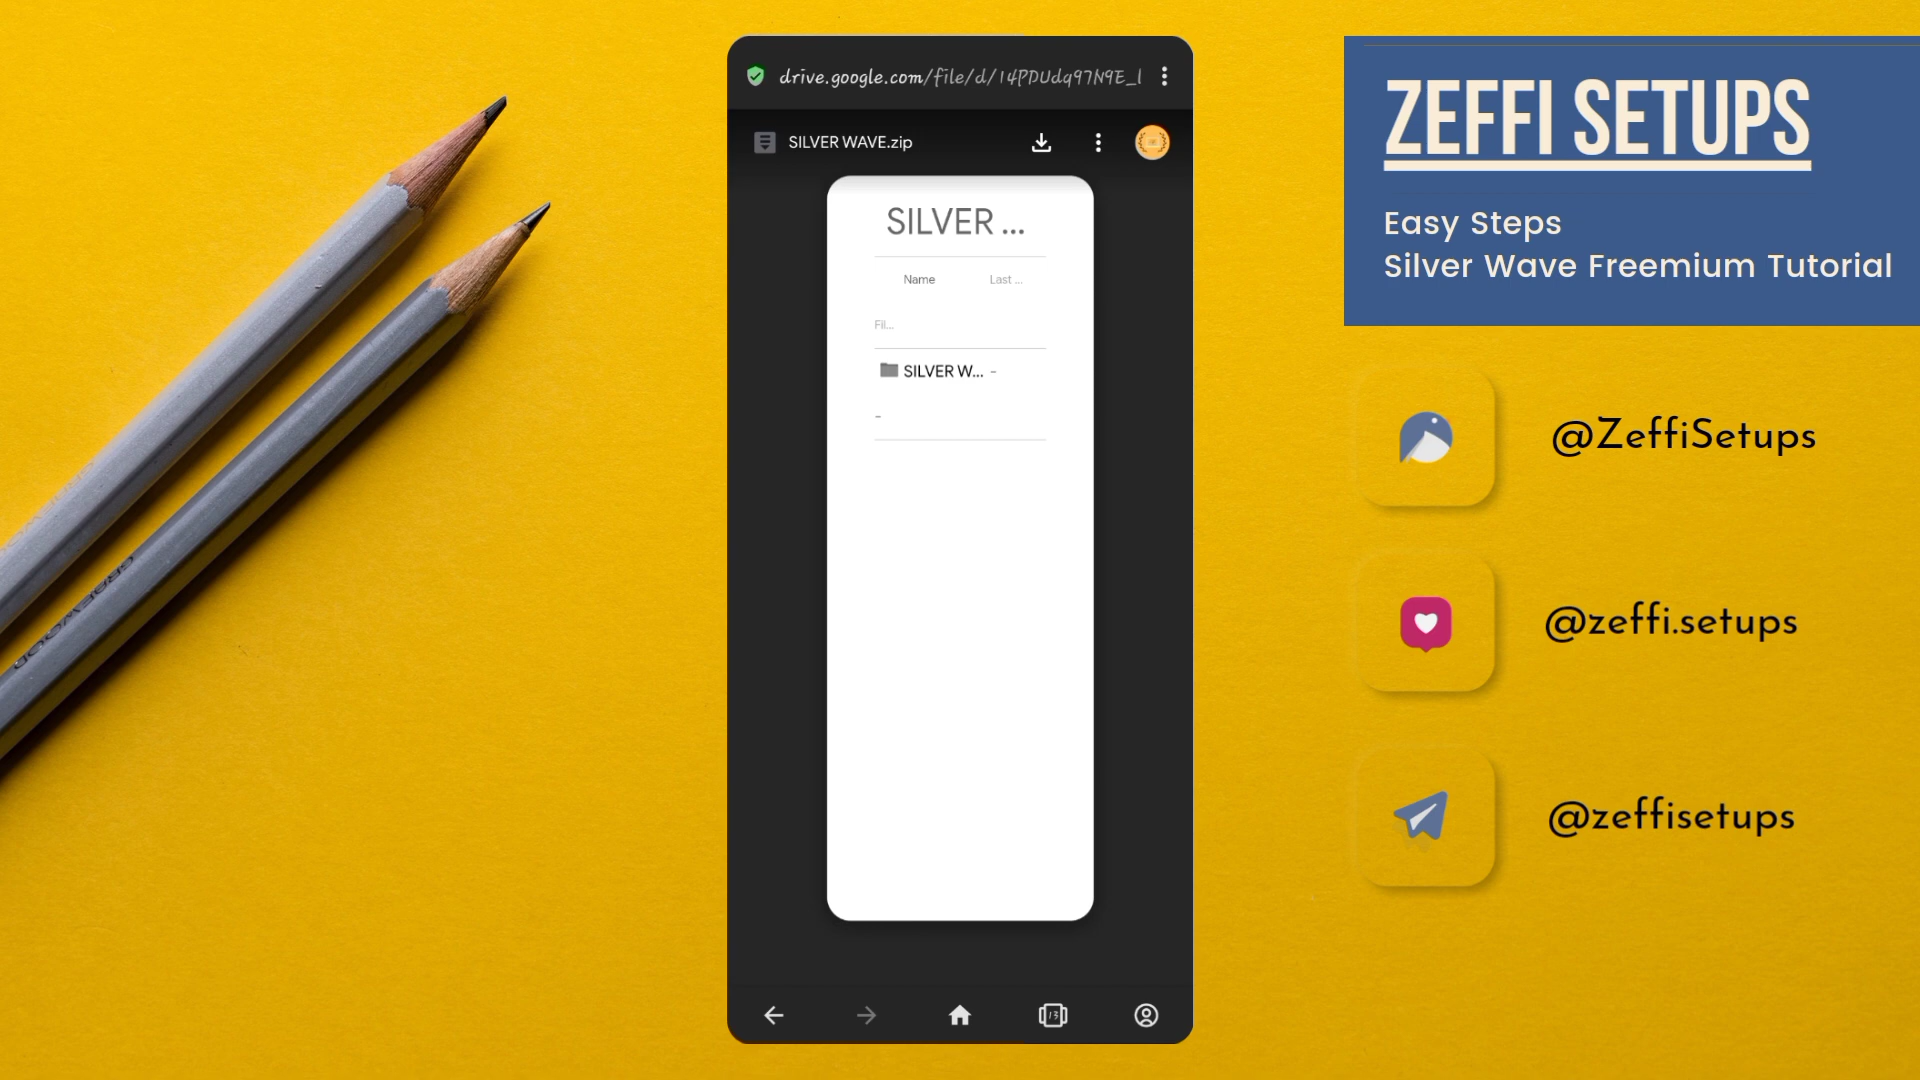 drive.google.com/file/d/14PDUdq97N9E_l
SILVER WAVE.zip
SILVER ...
Name Last ...
Fil...
SILVER W... -
-
13
ZEFFI SETUPS
Easy Steps
Silver Wave Freemium Tutorial
@ZeffiSetups
@zeffi.setups
@zeffisetups